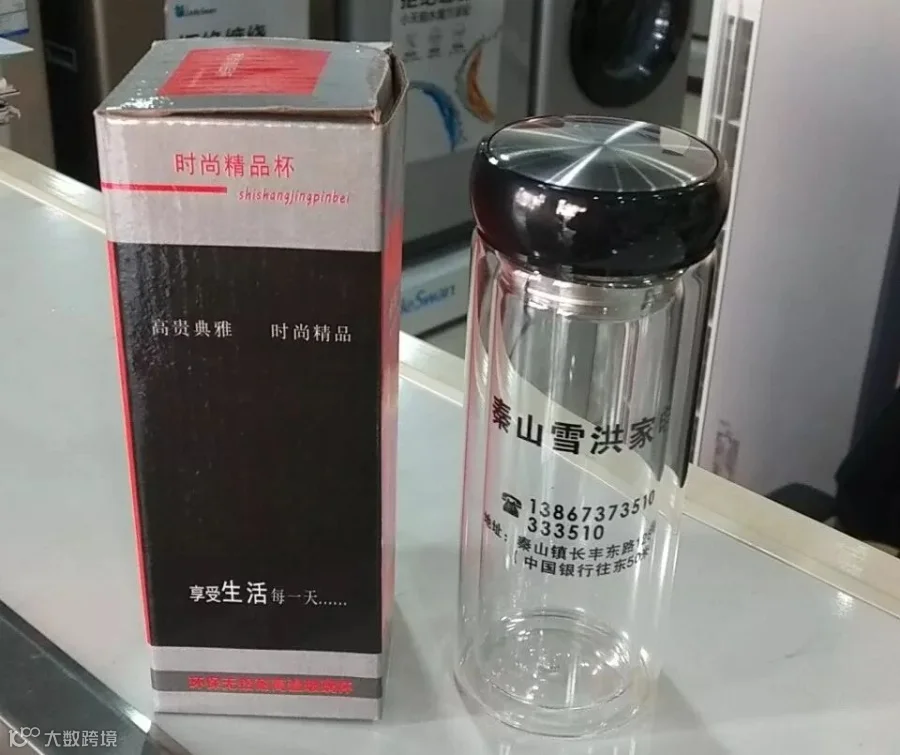 时尚精品杯
shishangjingpinbei
高贵典雅 时尚精品
享受生活每一天......
秦山雪洪家
☎ 13867373510
333510
地址:秦山镇长丰东路
(中国银行往东50米
LittleSwan
leSwan
大数跨境